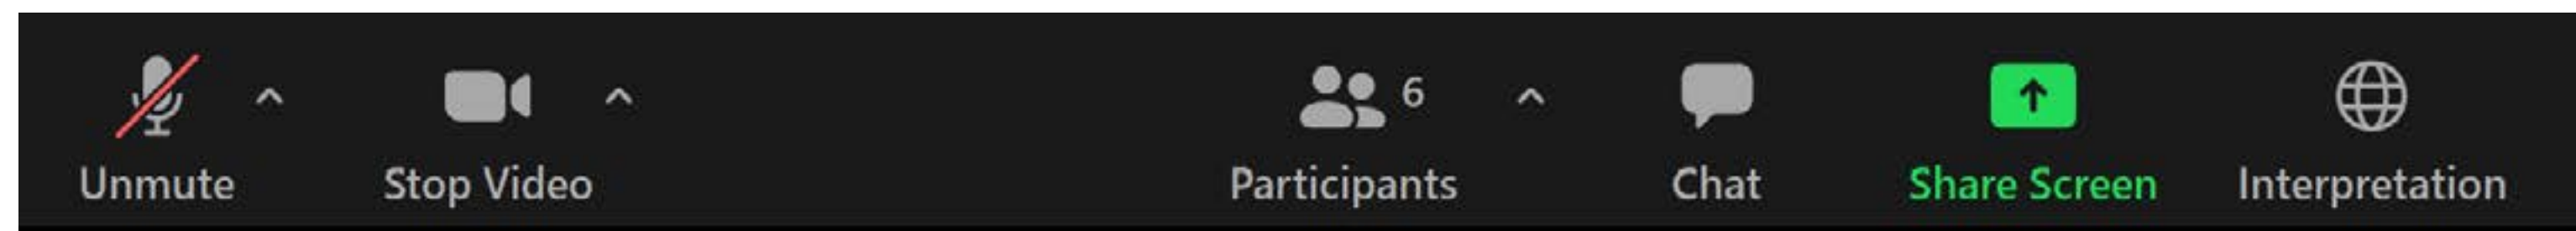 6
Unmute
Stop Video
Participants
Chat
Share Screen
Interpretation